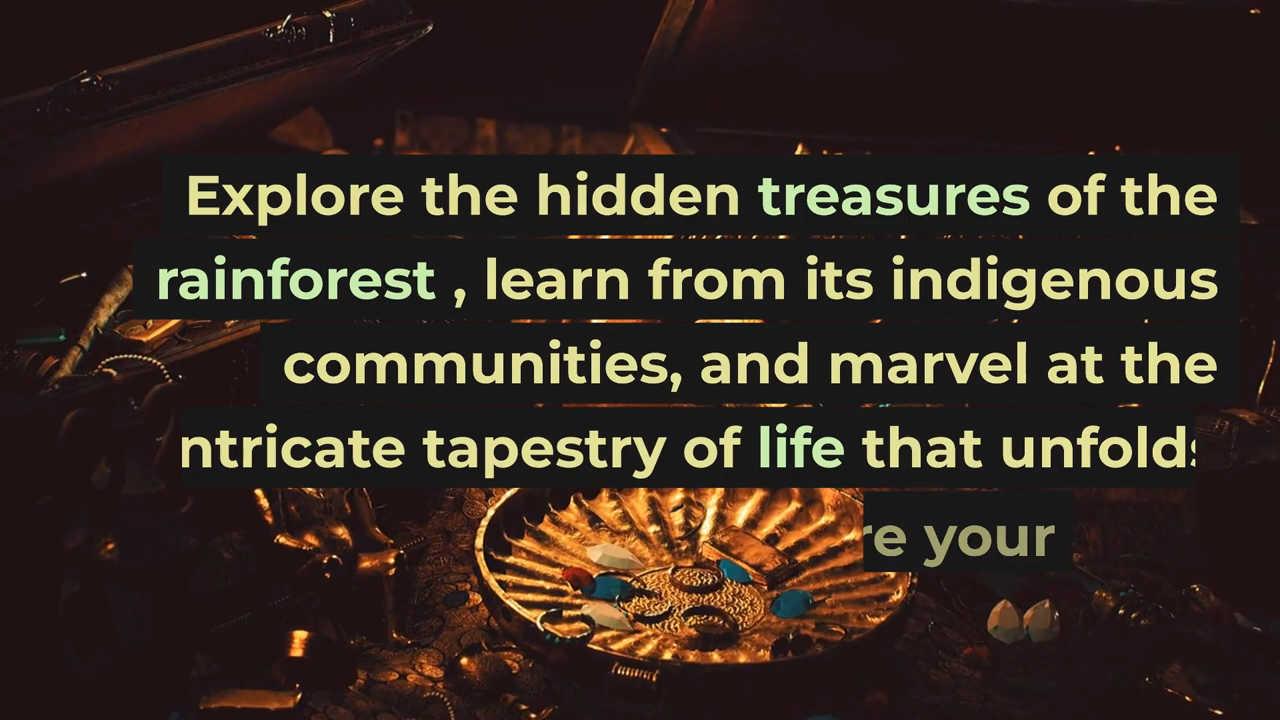 Explore the hidden treasures of the
rainforest , learn from its indigenous
communities, and marvel at the
ntricate tapestry of life that unfolds
re your